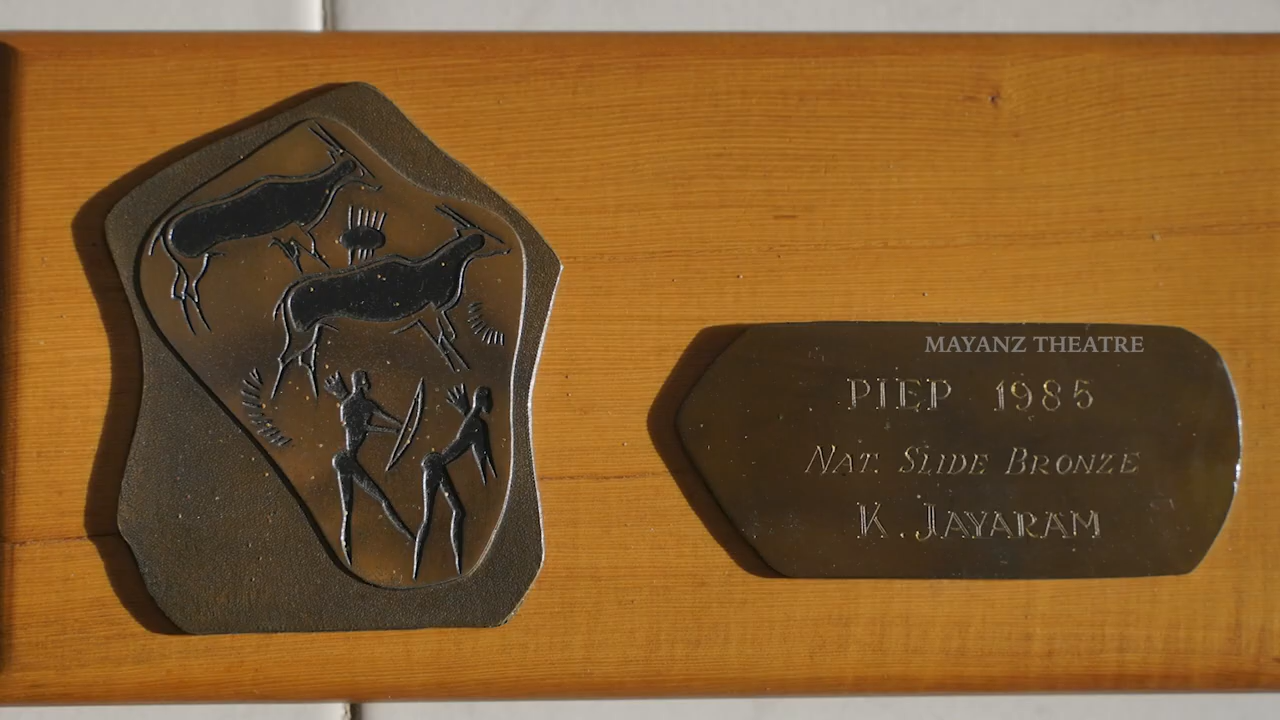 MAYANZ THEATRE
PIEP 1985
NAT. SLIDE BRONZE
K. JAYARAM